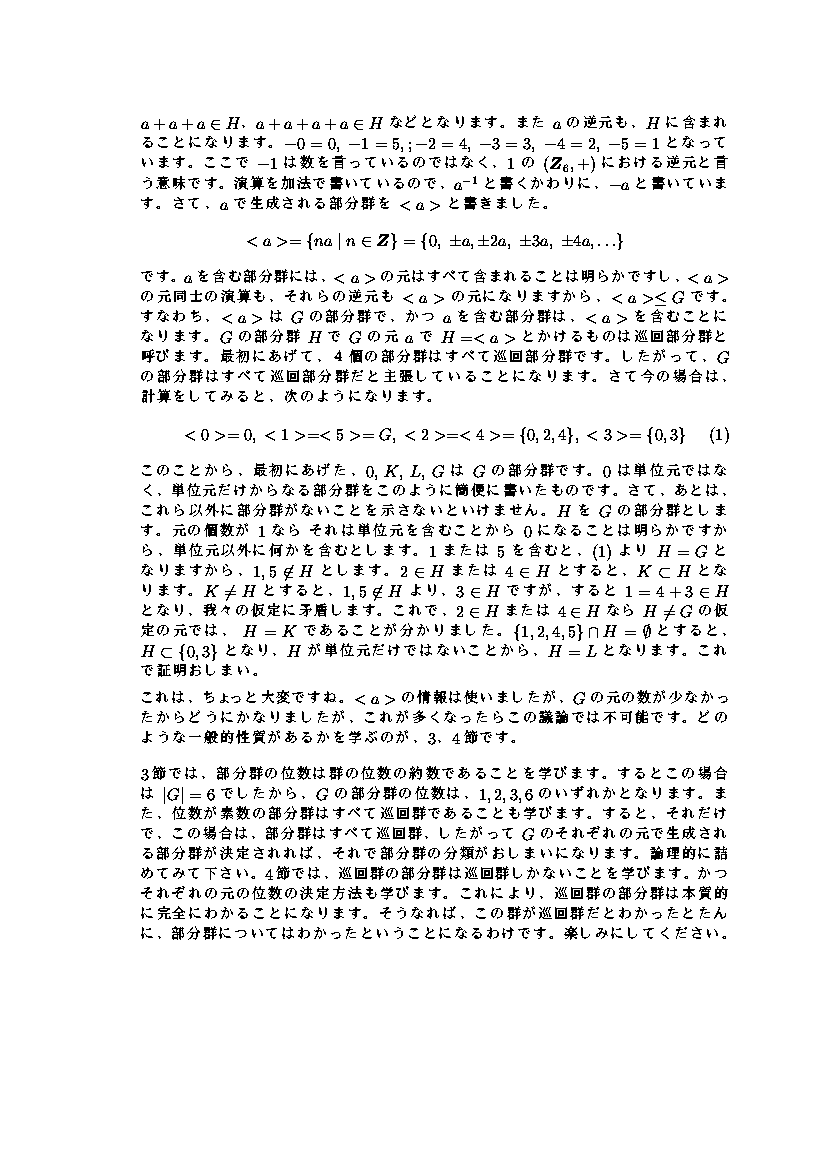 a + a + a ∈ H、a + a + a + a ∈ H などとなります。また a の逆元も、H に含まれ
ることになります。−0 = 0, −1 = 5, ; −2 = 4, −3 = 3, −4 = 2, −5 = 1 となって
います。ここで −1 は数を言っているのではなく、1 の (Z₆, +) における逆元と言
う意味です。演算を加法で書いているので、a⁻¹ と書くかわりに、−a と書いていま
す。さて、a で生成される部分群を < a > と書きました。
< a >= {na | n ∈ Z} = {0, ±a, ±2a, ±3a, ±4a, . . .}
です。a を含む部分群には、< a > の元はすべて含まれることは明らかですし、< a >
の元同士の演算も、それらの逆元も < a > の元になりますから、< a >≤ G です。
すなわち、< a > は G の部分群で、かつ a を含む部分群は、< a > を含むことに
なります。G の部分群 H で G の元 a で H =< a > とかけるものは巡回部分群と
呼びます。最初にあげて、4 個の部分群はすべて巡回部分群です。したがって、G
の部分群はすべて巡回部分群だと主張していることになります。さて今の場合は、
計算をしてみると、次のようになります。
< 0 >= 0, < 1 >=< 5 >= G, < 2 >=< 4 >= {0, 2, 4}, < 3 >= {0, 3} (1)
このことから、最初にあげた、0, K, L, G は G の部分群です。0 は単位元ではな
く、単位元だけからなる部分群をこのように簡便に書いたものです。さて、あとは、
これら以外に部分群がないことを示さないといけません。H を G の部分群としま
す。元の個数が 1 なら それは単位元を含むことから 0 になることは明らかですか
ら、単位元以外に何かを含むとします。1 または 5 を含むと、(1) より H = G と
なりますから、1, 5 ∉ H とします。2 ∈ H または 4 ∈ H とすると、K ⊂ H とな
ります。K ≠ H とすると、1, 5 ∉ H より、3 ∈ H ですが、すると 1 = 4 + 3 ∈ H
となり、我々の仮定に矛盾します。これで、2 ∈ H または 4 ∈ H なら H ≠ G の仮
定の元では、 H = K であることが分かりました。{1, 2, 4, 5} ∩ H = ∅ とすると、
H ⊂ {0, 3} となり、H が単位元だけではないことから、H = L となります。これ
で証明おしまい。
これは、ちょっと大変ですね。< a > の情報は使いましたが、G の元の数が少なかっ
たからどうにかなりましたが、これが多くなったらこの議論では不可能です。どの
ような一般的性質があるかを学ぶのが、3、4 節です。
3 節では、部分群の位数は群の位数の約数であることを学びます。するとこの場合
は |G| = 6 でしたから、G の部分群の位数は、1, 2, 3, 6 のいずれかとなります。ま
た、位数が素数の部分群はすべて巡回群であることも学びます。すると、それだけ
で、この場合は、部分群はすべて巡回群、したがって G のそれぞれの元で生成され
る部分群が決定されれば、それで部分群の分類がおしまいになります。論理的に詰
めてみて下さい。4 節では、巡回群の部分群は巡回群しかないことを学びます。かつ
それぞれの元の位数の決定方法も学びます。これにより、巡回群の部分群は本質的
に完全にわかることになります。そうなれば、この群が巡回群だとわかったとたん
に、部分群についてはわかったということになるわけです。楽しみにしてください。